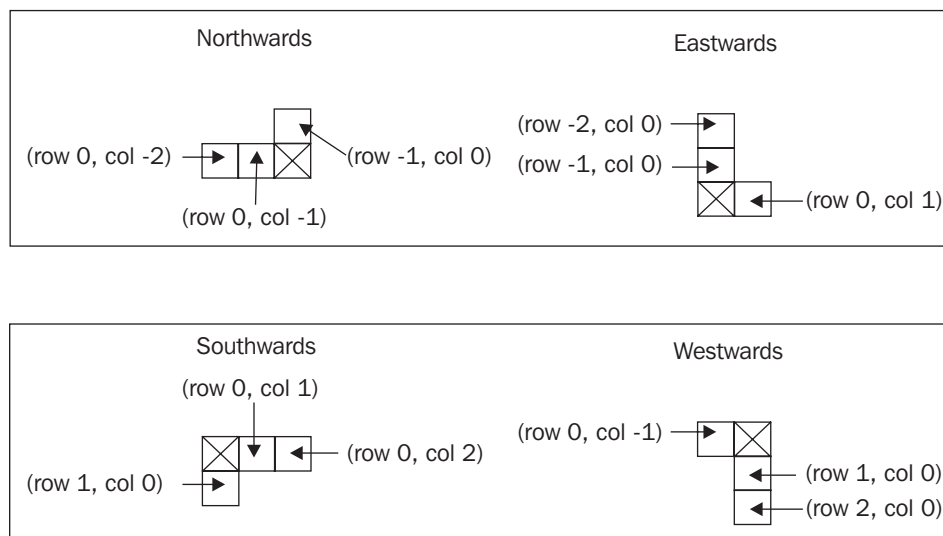 Northwards
(row 0, col -2)
(row -1, col 0)
(row 0, col -1)
Eastwards
(row -2, col 0)
(row -1, col 0)
(row 0, col 1)
Southwards
(row 0, col 1)
(row 0, col 2)
(row 1, col 0)
Westwards
(row 0, col -1)
(row 1, col 0)
(row 2, col 0)